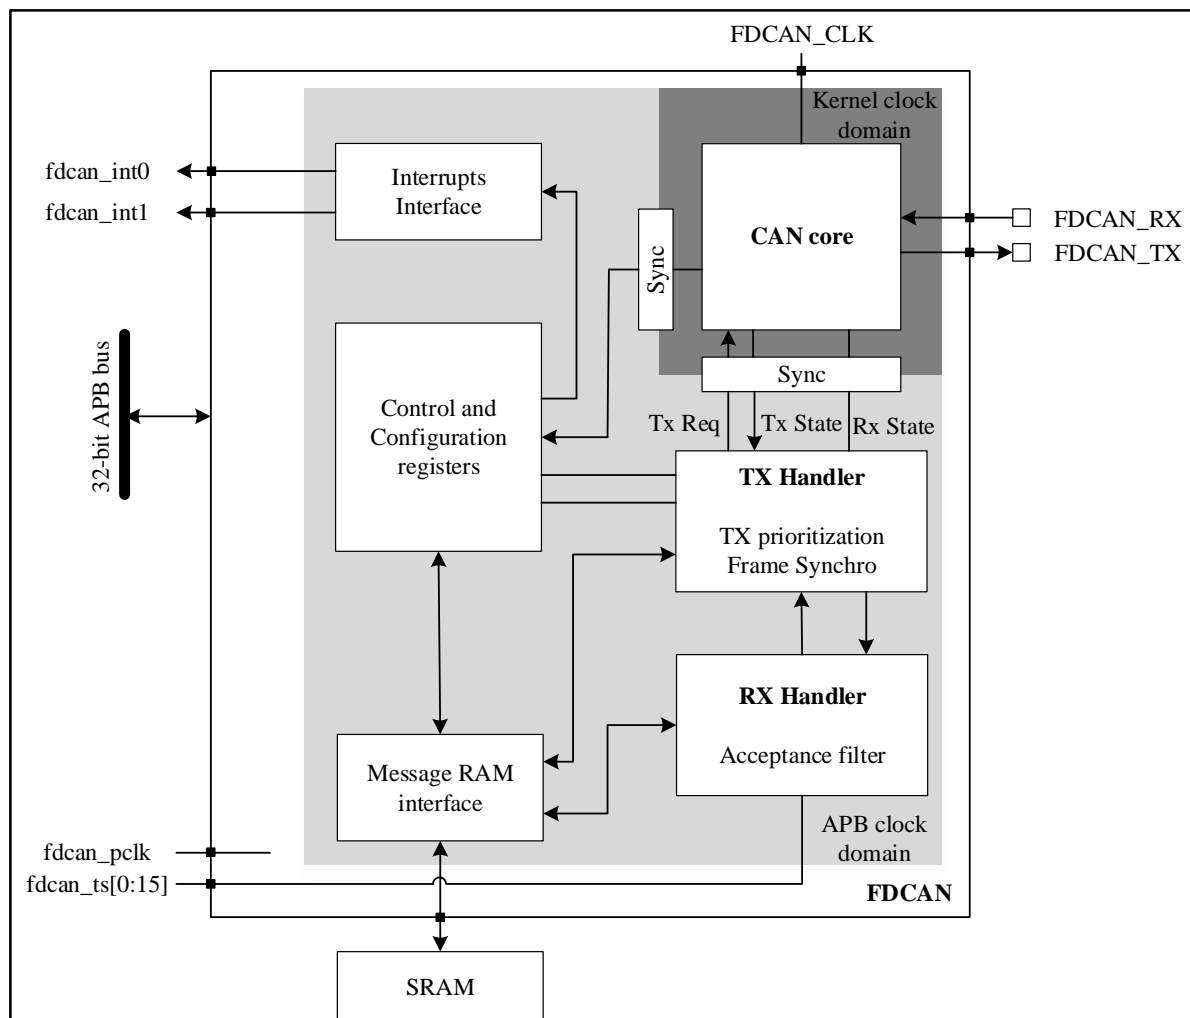 FDCAN_CLK
Kernel clock
domain
fdcan_int0
fdcan_int1
Interrupts
Interface
CAN core
FDCAN_RX
FDCAN_TX
Sync
Sync
32-bit APB bus
Control and
Configuration
registers
Tx Req
Tx State
Rx State
TX Handler
TX prioritization
Frame Synchro
RX Handler
Acceptance filter
Message RAM
interface
APB clock
domain
fdcan_pclk
fdcan_ts[0:15]
FDCAN
SRAM